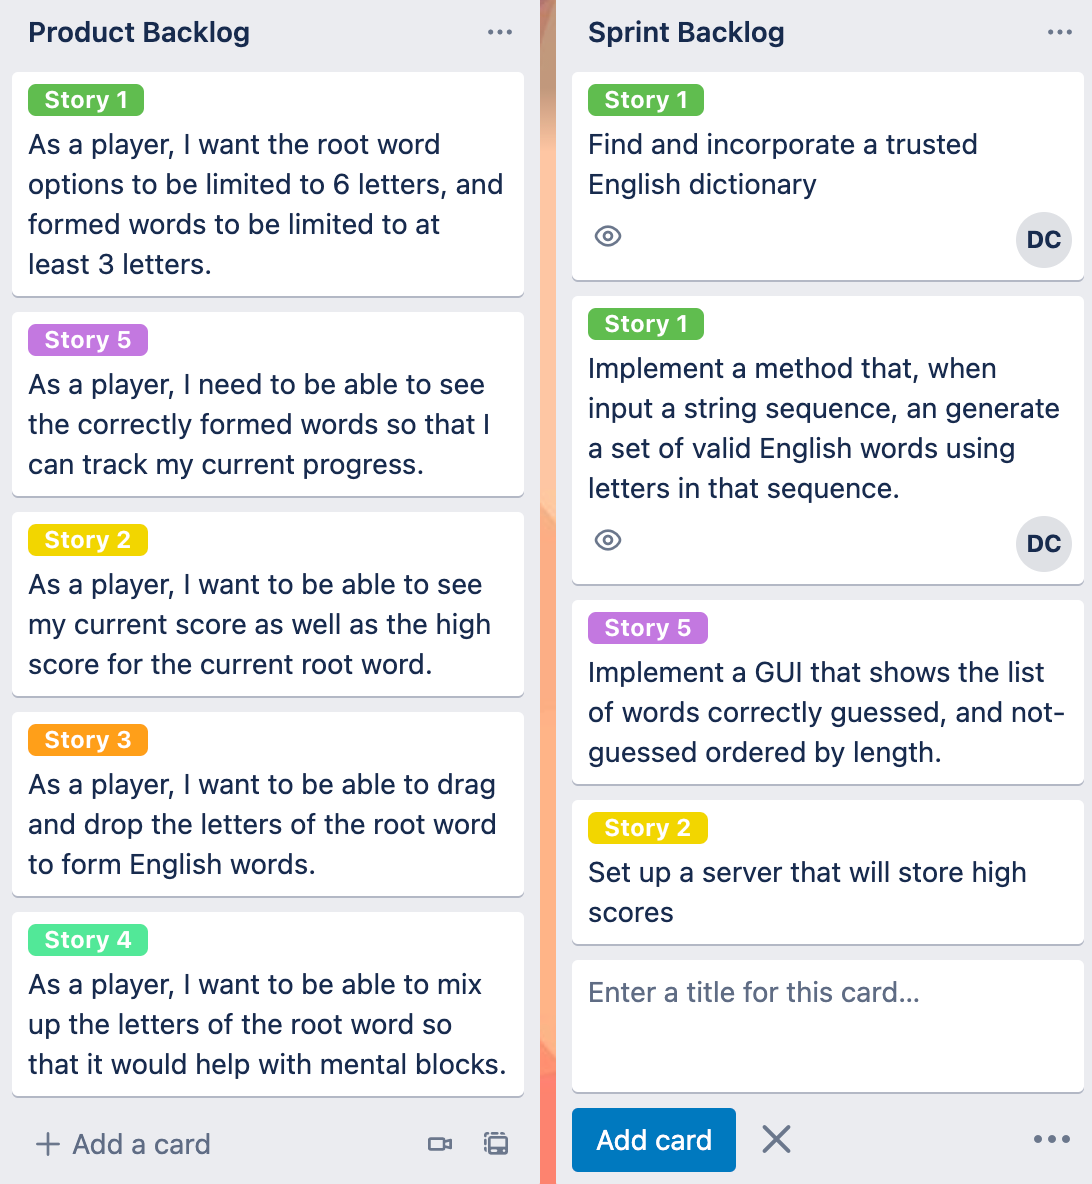 Product Backlog
Story 1
As a player, I want the root word
options to be limited to 6 letters, and
formed words to be limited to at
least 3 letters.
Story 5
As a player, I need to be able to see
the correctly formed words so that I
can track my current progress.
Story 2
As a player, I want to be able to see
my current score as well as the high
score for the current root word.
Story 3
As a player, I want to be able to drag
and drop the letters of the root word
to form English words.
Story 4
As a player, I want to be able to mix
up the letters of the root word so
that it would help with mental blocks.
Add a card
Sprint Backlog
Story 1
Find and incorporate a trusted
English dictionary
DC
Story 1
Implement a method that, when
input a string sequence, an generate
a set of valid English words using
letters in that sequence.
DC
Story 5
Implement a GUI that shows the list
of words correctly guessed, and not-
guessed ordered by length.
Story 2
Set up a server that will store high
scores
Enter a title for this card...
Add card